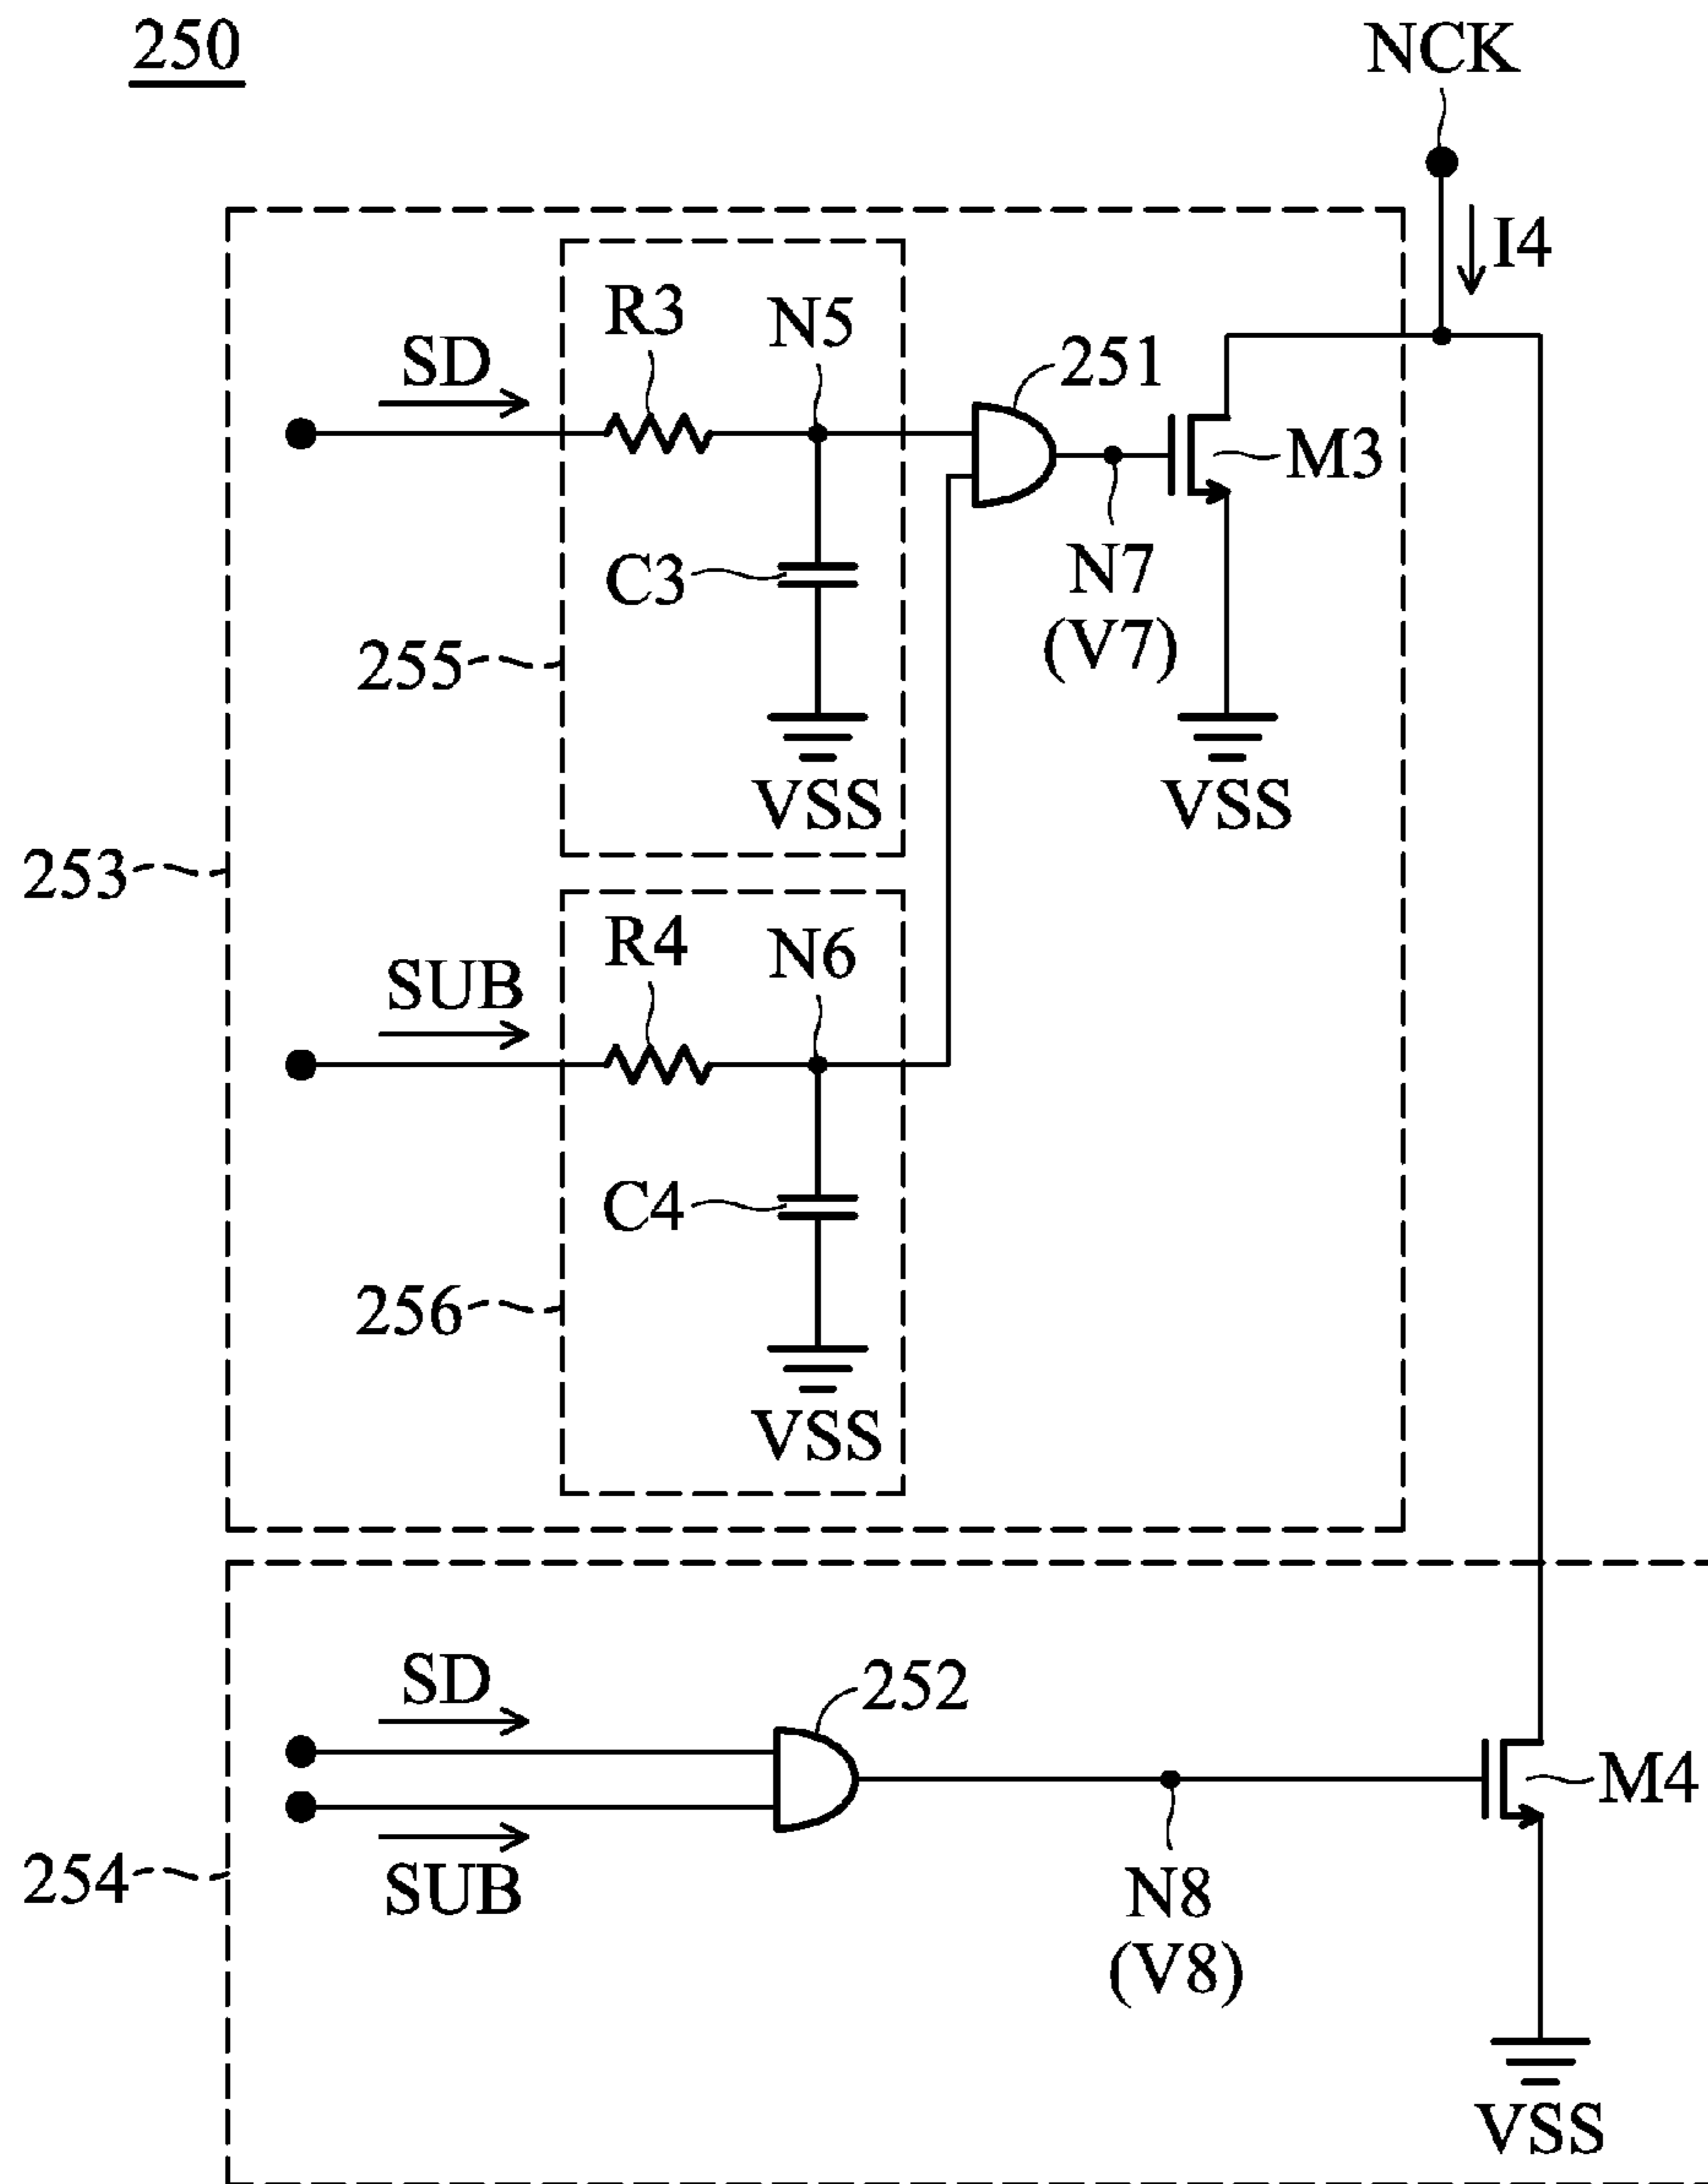 250
NCK
I4
R3
N5
SD
251
M3
C3
N7
(V7)
255
VSS
VSS
253
R4
N6
SUB
C4
256
VSS
SD
252
M4
254
SUB
N8
(V8)
VSS